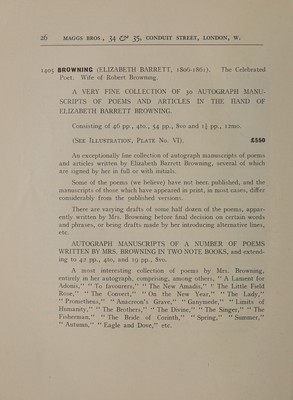 26 MAGGS BROS., 34 & 35, CONDUIT STREET, LONDON, W.
1405 BROWNING (ELIZABETH BARRETT, 1806-1861). The Celebrated
Poet. Wife of Robert Browning.
A VERY FINE COLLECTION OF 30 AUTOGRAPH MANU-
SCRIPTS OF POEMS AND ARTICLES IN THE HAND OF
ELIZABETH BARRETT BROWNING.
Consisting of 46 pp., 4to., 54 pp., 8vo and 1½ pp., 12mo.
(SEE ILLUSTRATION, PLATE No. VI). £550
An exceptionally fine collection of autograph manuscripts of poems
and articles written by Elizabeth Barrett Browning, several of which
are signed by her in full or with initials.
Some of the poems (we believe) have not been published, and the
manuscripts of those which have appeared in print, in most cases, differ
considerably from the published versions.
There are varying drafts of some half dozen of the poems, appar-
ently written by Mrs. Browning before final decision on certain words
and phrases, or being drafts made by her introducing alternative lines,
etc.
AUTOGRAPH MANUSCRIPTS OF A NUMBER OF POEMS
WRITTEN BY MRS. BROWNING IN TWO NOTE BOOKS, and extend-
ing to 42 pp., 4to, and 19 pp., 8vo.
A most interesting collection of poems by Mrs. Browning,
entirely in her autograph, comprising, among others, " A Lament for
Adonis," " To favourers," " The New Amadis," " The Little Field
Rose," " The Convert," " On the New Year," " The Lady,"
" Prometheus," " Anacreon's Grave," " Ganymede," " Limits of
Humanity," " The Brothers," " The Divine," " The Singer," " The
Fisherman," " The Bride of Corinth," " Spring," " Summer,"
" Autumn," " Eagle and Dove," etc.